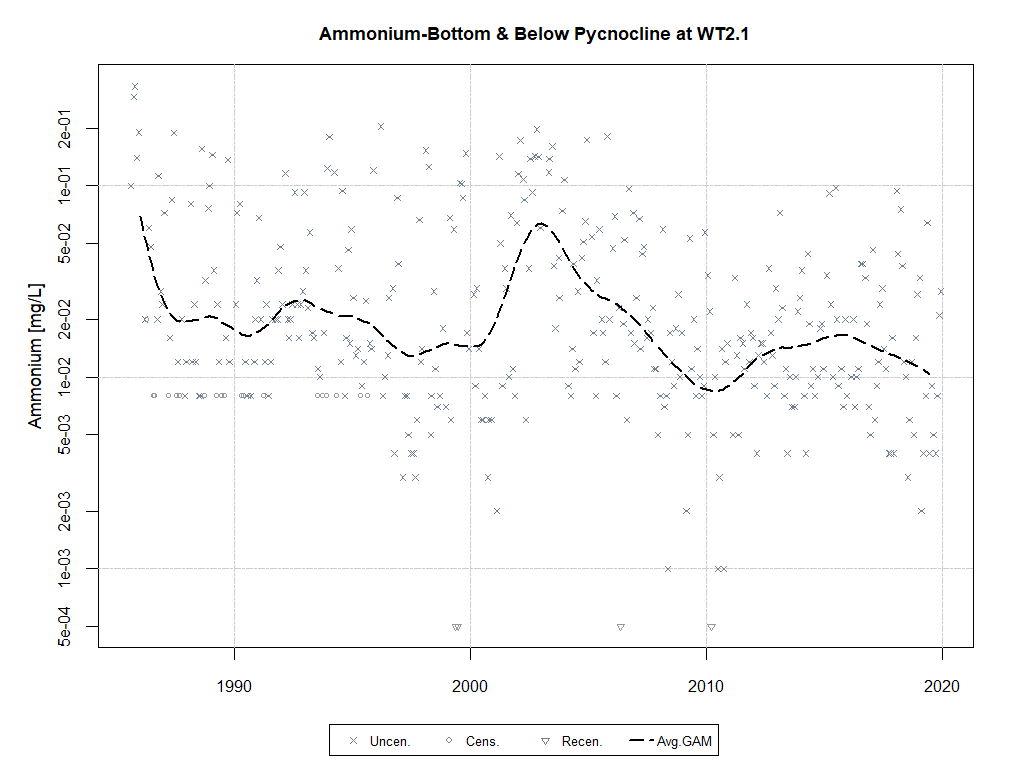 Ammonium-Bottom & Below Pycnocline at WT2.1
Ammonium [mg/L]
2e-01
1e-01
5e-02
2e-02
1e-02
5e-03
2e-03
1e-03
5e-04
1990 2000 2010 2020
Uncen. Cens. Recen. Avg.GAM